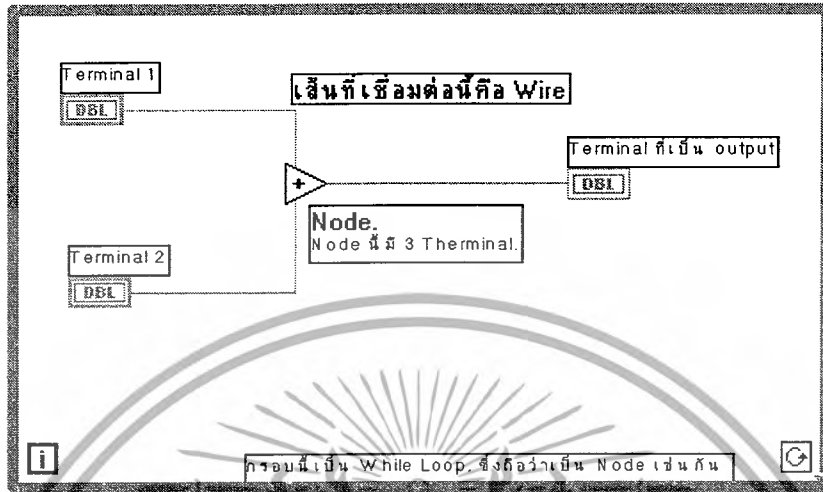 Terminal 1
DBL
เส้นที่เชื่อมต่อนี้คือ Wire
Terminal ที่เป็น output
DBL
+
Node.
Node นี้ มี 3 Therminal.
Terminal 2
DBL
i
กรอบนี้เป็น While Loop. ซึ่งถือว่าเป็น Node เช่นกัน